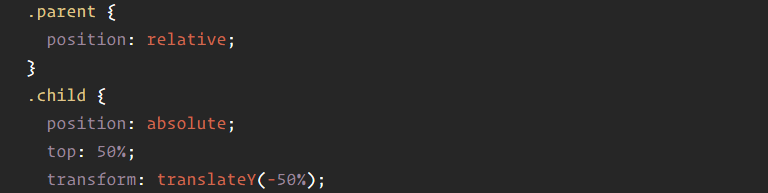 .parent {
  position: relative;
}
.child {
  position: absolute;
  top: 50%;
  transform: translateY(-50%);